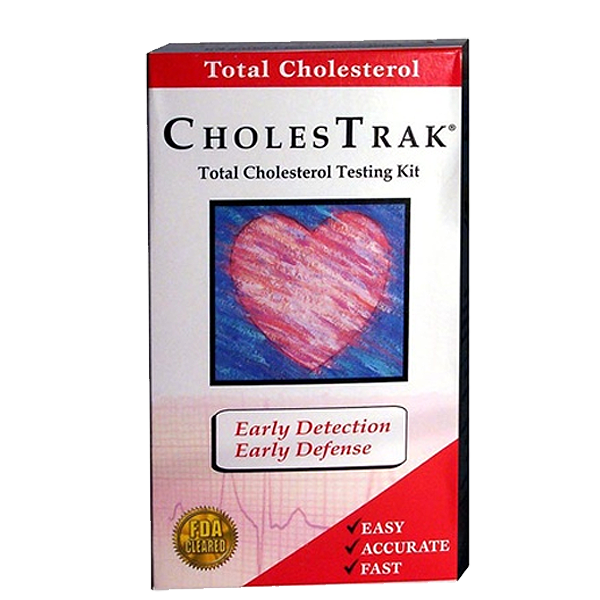 Total Cholesterol
CHOLESTRAK®
Total Cholesterol Testing Kit
Early Detection
Early Defense
FDA
CLEARED
✓EASY
✓ACCURATE
✓FAST